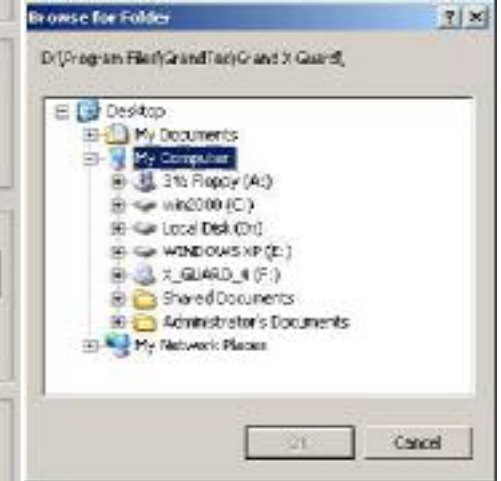 Browse for Folder
D:\Program Files\GrandTec\Grand X Guard\
Desktop
My Documents
My Computer
3½ Floppy (A:)
win2000 (C:)
Local Disk (D:)
WINDOWS XP (E:)
X_GUARD_4 (F:)
Shared Documents
Administrator's Documents
My Network Places
OK
Cancel